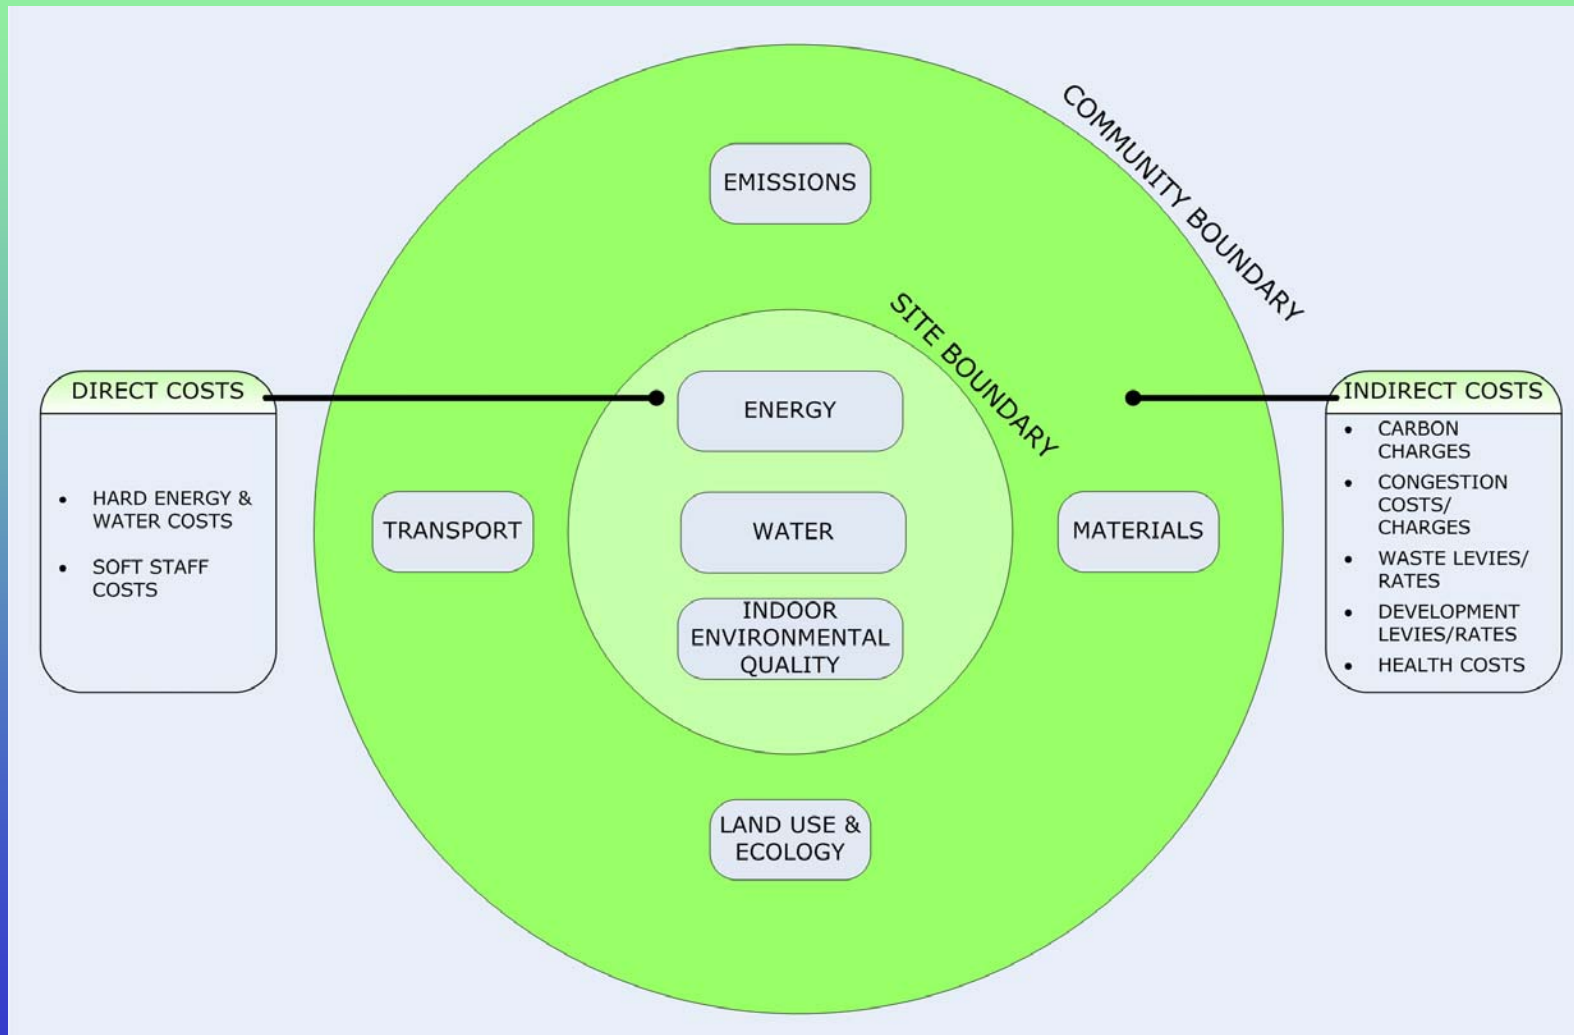 COMMUNITY BOUNDARY
EMISSIONS
SITE BOUNDARY
DIRECT COSTS
• HARD ENERGY &
WATER COSTS
• SOFT STAFF
COSTS
ENERGY
TRANSPORT
WATER
MATERIALS
INDOOR
ENVIRONMENTAL
QUALITY
LAND USE &
ECOLOGY
INDIRECT COSTS
• CARBON
CHARGES
• CONGESTION
COSTS/
CHARGES
• WASTE LEVIES/
RATES
• DEVELOPMENT
LEVIES/RATES
• HEALTH COSTS